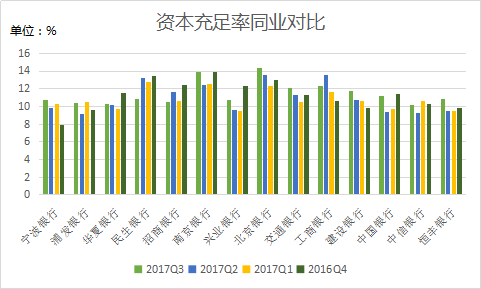 资本充足率同业对比
单位：%
16
14
12
10
8
6
4
2
0
宁波银行
浦发银行
华夏银行
民生银行
招商银行
南京银行
兴业银行
北京银行
交通银行
工商银行
建设银行
中国银行
中信银行
恒丰银行
2017Q3 2017Q2 2017Q1 2016Q4